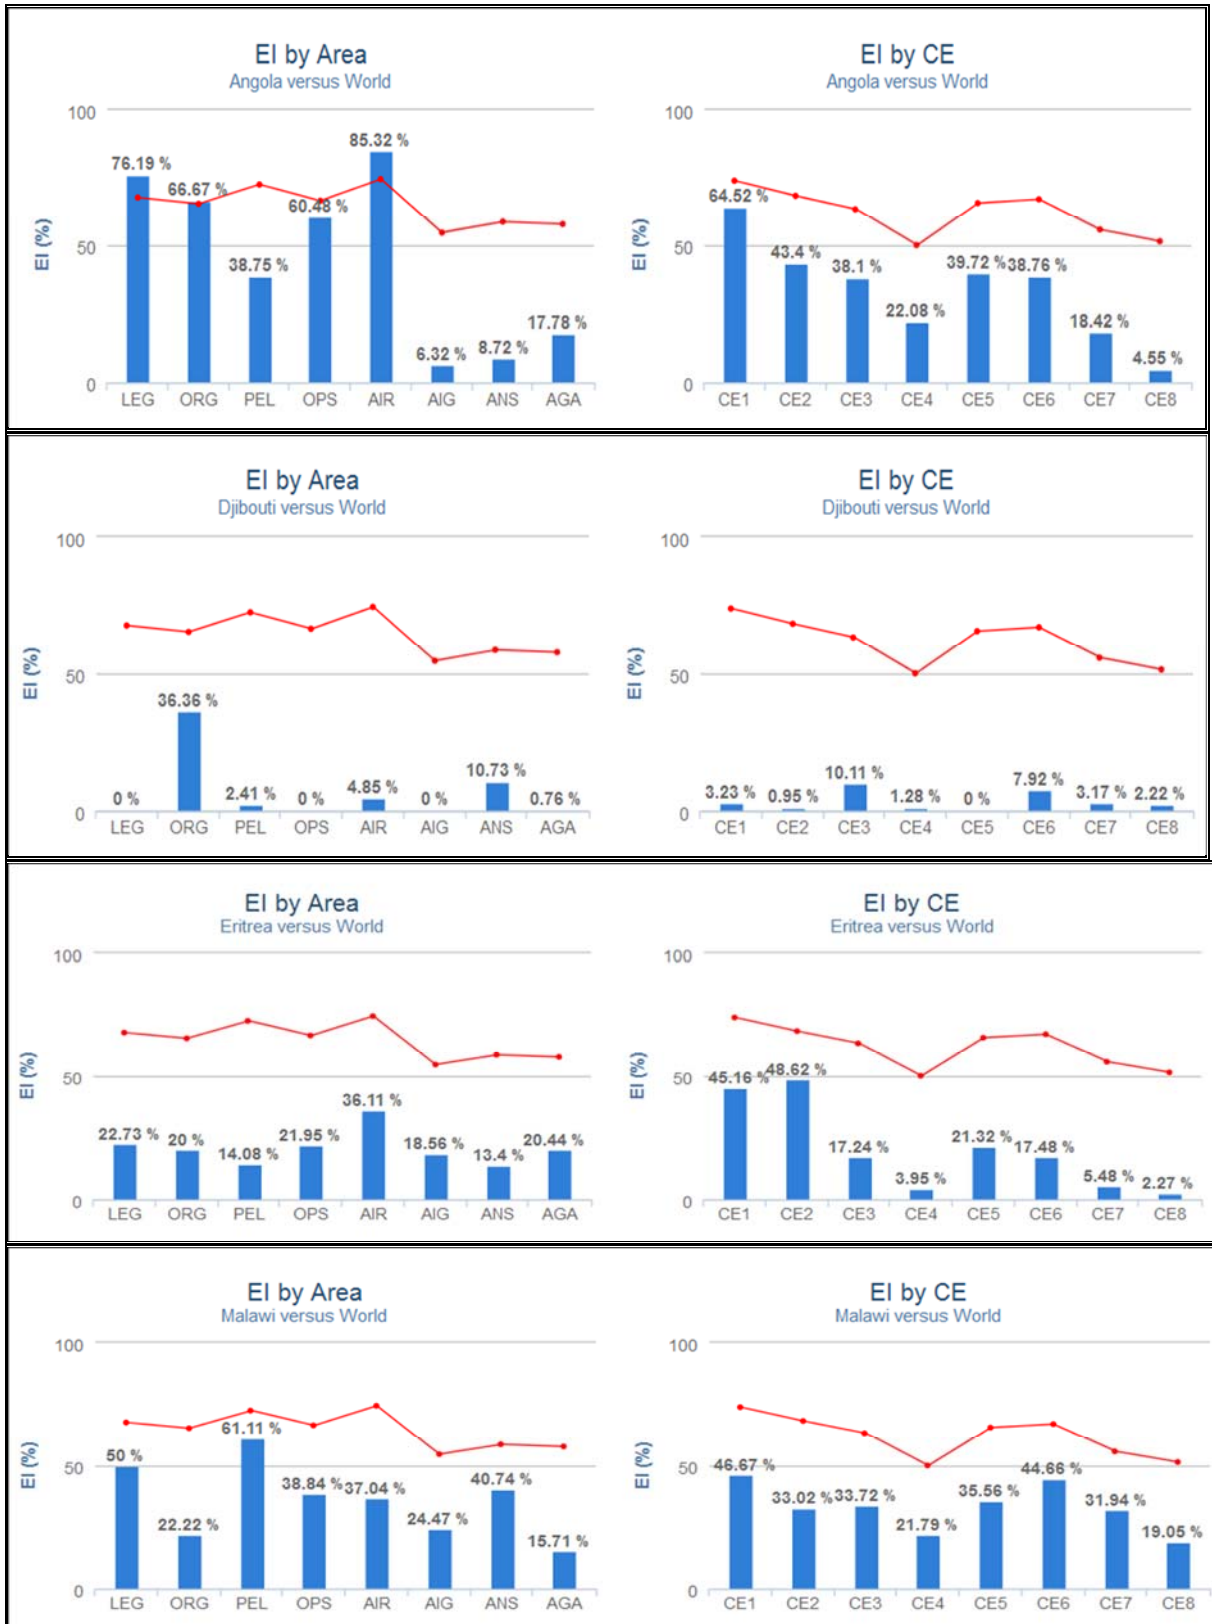 EI by Area
Angola versus World
100
50
0
EI (%)
76.19 %
66.67 %
38.75 %
60.48 %
85.32 %
6.32 %
8.72 %
17.78 %
LEG ORG PEL OPS AIR AIG ANS AGA
EI by CE
Angola versus World
100
50
0
EI (%)
64.52 %
43.4 %
38.1 %
22.08 %
39.72 %
38.76 %
18.42 %
4.55 %
CE1 CE2 CE3 CE4 CE5 CE6 CE7 CE8
EI by Area
Djibouti versus World
100
50
0
EI (%)
0 %
36.36 %
2.41 %
0 %
4.85 %
0 %
10.73 %
0.76 %
LEG ORG PEL OPS AIR AIG ANS AGA
EI by CE
Djibouti versus World
100
50
0
EI (%)
3.23 %
0.95 %
10.11 %
1.28 %
0 %
7.92 %
3.17 %
2.22 %
CE1 CE2 CE3 CE4 CE5 CE6 CE7 CE8
EI by Area
Eritrea versus World
100
50
0
EI (%)
22.73 %
20 %
14.08 %
21.95 %
36.11 %
18.56 %
13.4 %
20.44 %
LEG ORG PEL OPS AIR AIG ANS AGA
EI by CE
Eritrea versus World
100
50
0
EI (%)
45.16 %
48.62 %
17.24 %
3.95 %
21.32 %
17.48 %
5.48 %
2.27 %
CE1 CE2 CE3 CE4 CE5 CE6 CE7 CE8
EI by Area
Malawi versus World
100
50
0
EI (%)
50 %
22.22 %
61.11 %
38.84 %
37.04 %
24.47 %
40.74 %
15.71 %
LEG ORG PEL OPS AIR AIG ANS AGA
EI by CE
Malawi versus World
100
50
0
EI (%)
46.67 %
33.02 %
33.72 %
21.79 %
35.56 %
44.66 %
31.94 %
19.05 %
CE1 CE2 CE3 CE4 CE5 CE6 CE7 CE8